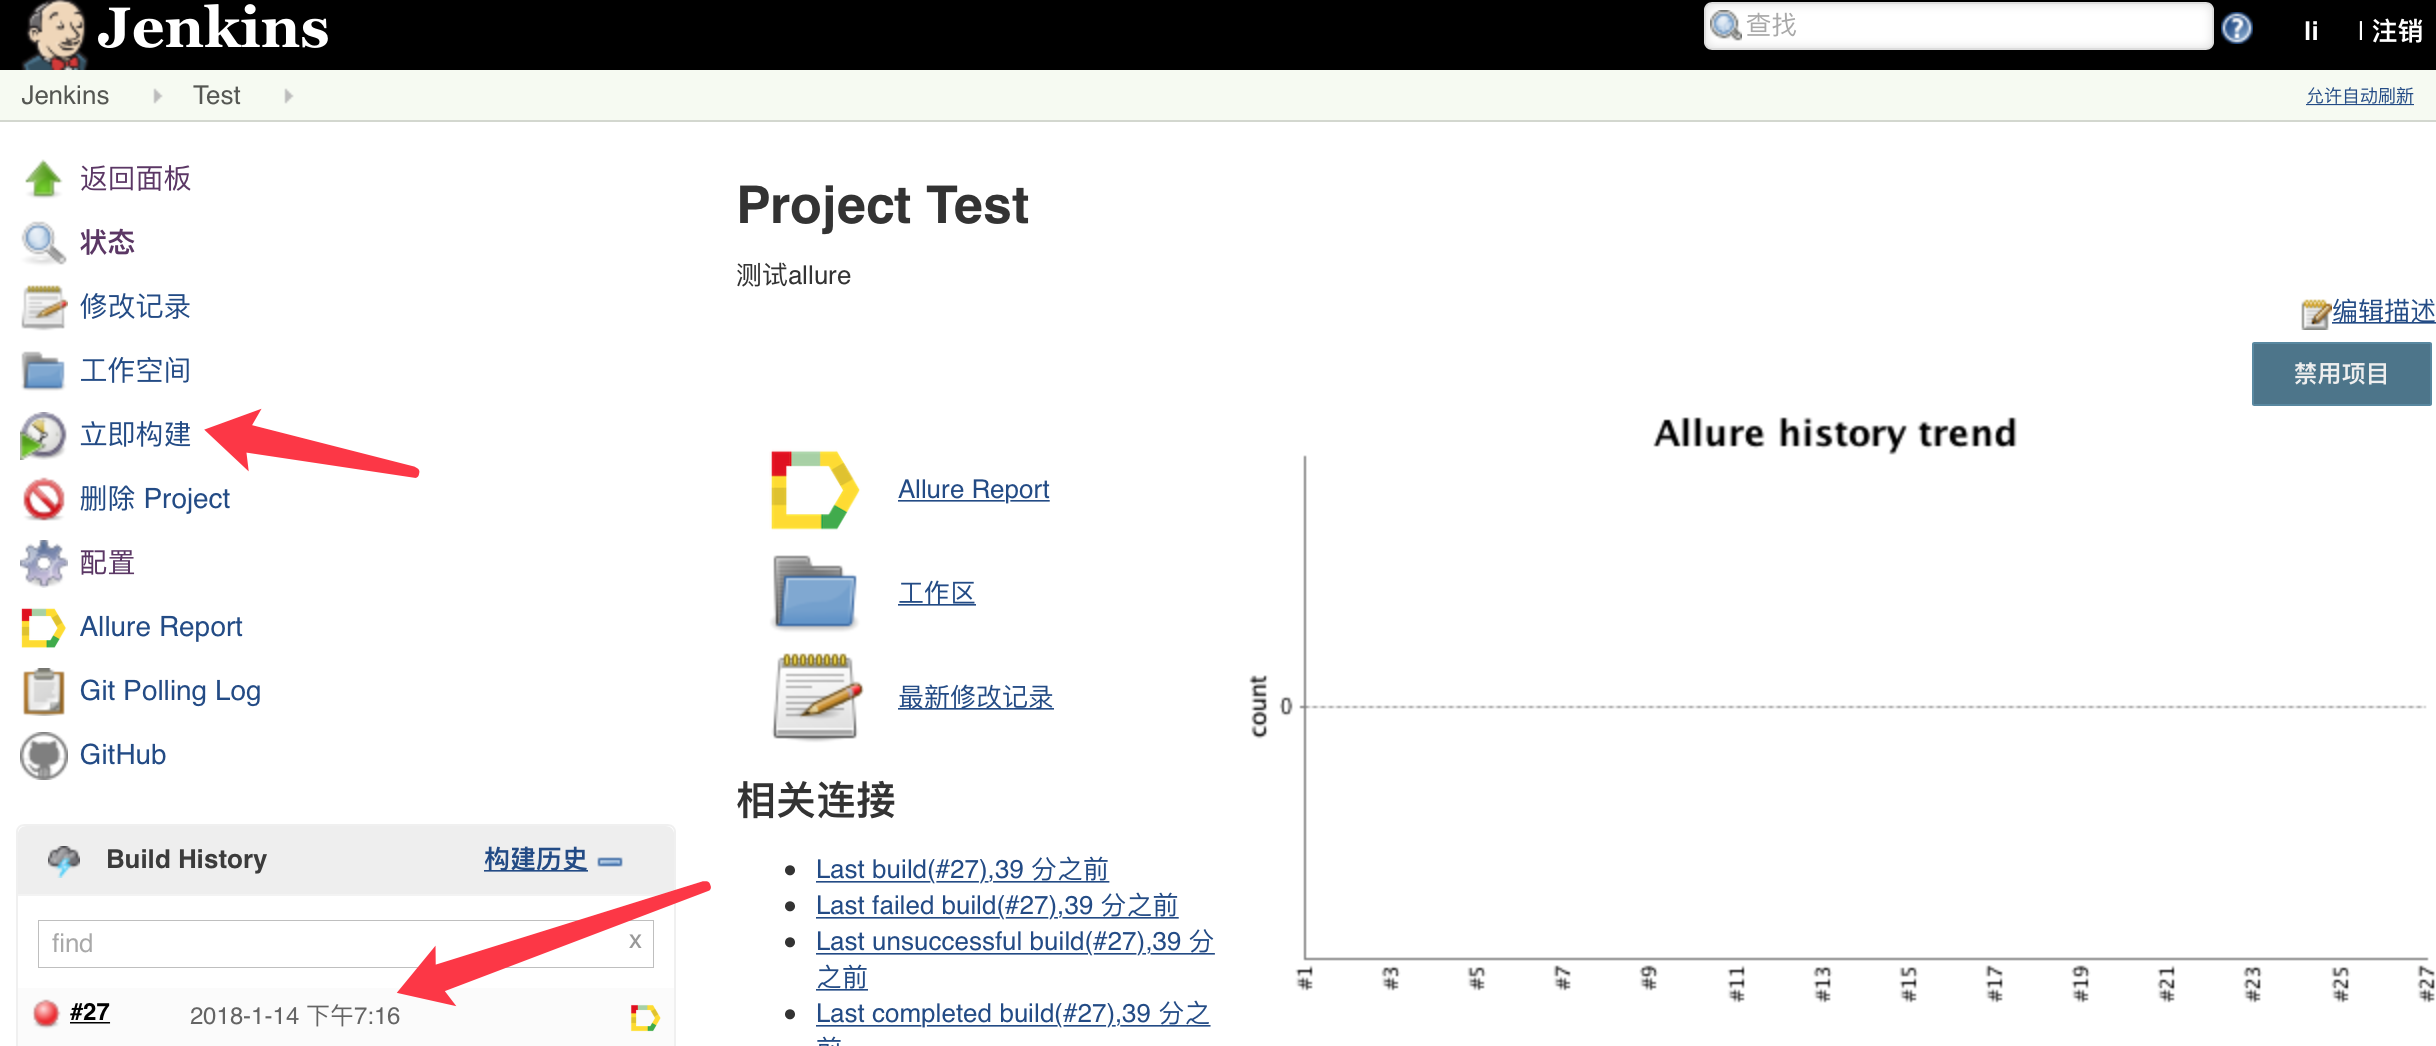 Jenkins
查找
li
注销
Jenkins
Test
允许自动刷新
返回面板
状态
修改记录
工作空间
立即构建
删除 Project
配置
Allure Report
Git Polling Log
GitHub
Build History
构建历史
find
x
#27
2018-1-14 下午7:16
Project Test
测试allure
编辑描述
禁用项目
Allure Report
工作区
最新修改记录
相关连接
Last build(#27),39 分之前
Last failed build(#27),39 分之前
Last unsuccessful build(#27),39 分
之前
Last completed build(#27),39 分之
前
Allure history trend
count
0
#1
#3
#5
#7
#9
#11
#13
#15
#17
#19
#21
#23
#25
#27